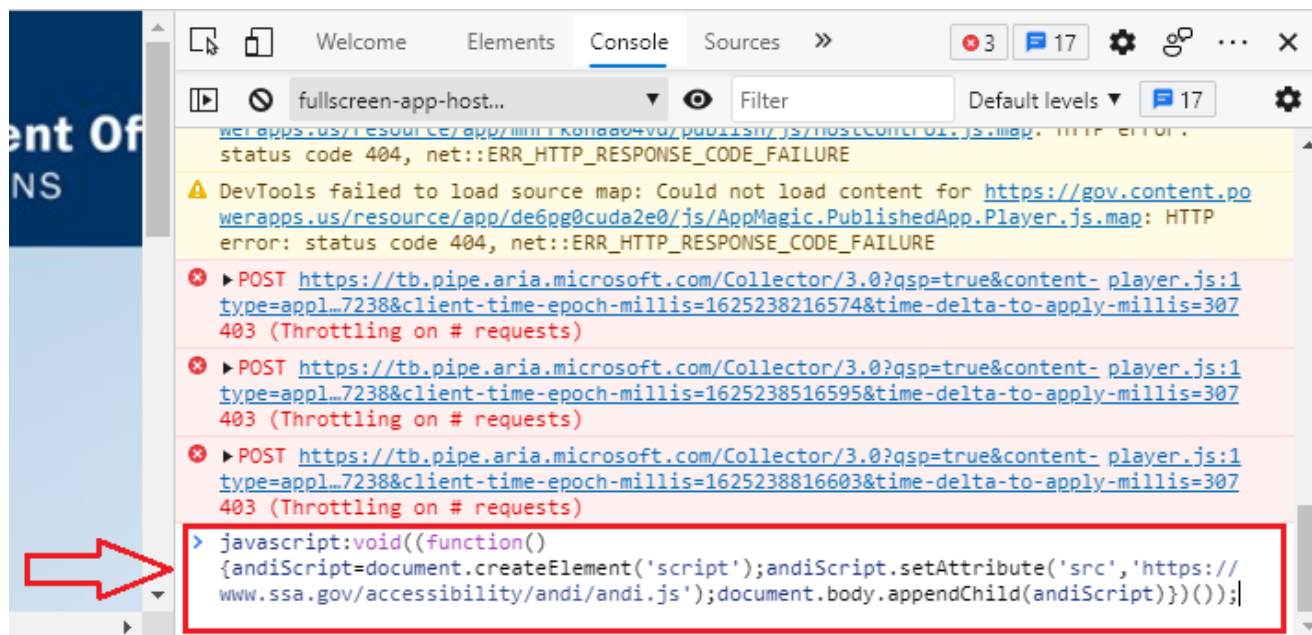 ent Of
NS
Welcome Elements Console Sources » 3 17 ··· ×
fullscreen-app-host... ▼ Filter Default levels ▼ 17
status code 404, net::ERR_HTTP_RESPONSE_CODE_FAILURE
DevTools failed to load source map: Could not load content for https://gov.content.po
werapps.us/resource/app/de6pg0cuda2e0/js/AppMagic.PublishedApp.Player.js.map: HTTP
error: status code 404, net::ERR_HTTP_RESPONSE_CODE_FAILURE
▶POST https://tb.pipe.aria.microsoft.com/Collector/3.0?qsp=true&content- player.js:1
type=appl…7238&client-time-epoch-millis=1625238216574&time-delta-to-apply-millis=307
403 (Throttling on # requests)
▶POST https://tb.pipe.aria.microsoft.com/Collector/3.0?qsp=true&content- player.js:1
type=appl…7238&client-time-epoch-millis=1625238516595&time-delta-to-apply-millis=307
403 (Throttling on # requests)
▶POST https://tb.pipe.aria.microsoft.com/Collector/3.0?qsp=true&content- player.js:1
type=appl…7238&client-time-epoch-millis=1625238816603&time-delta-to-apply-millis=307
403 (Throttling on # requests)
> javascript:void((function()
{andiScript=document.createElement('script');andiScript.setAttribute('src','https://
www.ssa.gov/accessibility/andi/andi.js');document.body.appendChild(andiScript)})());